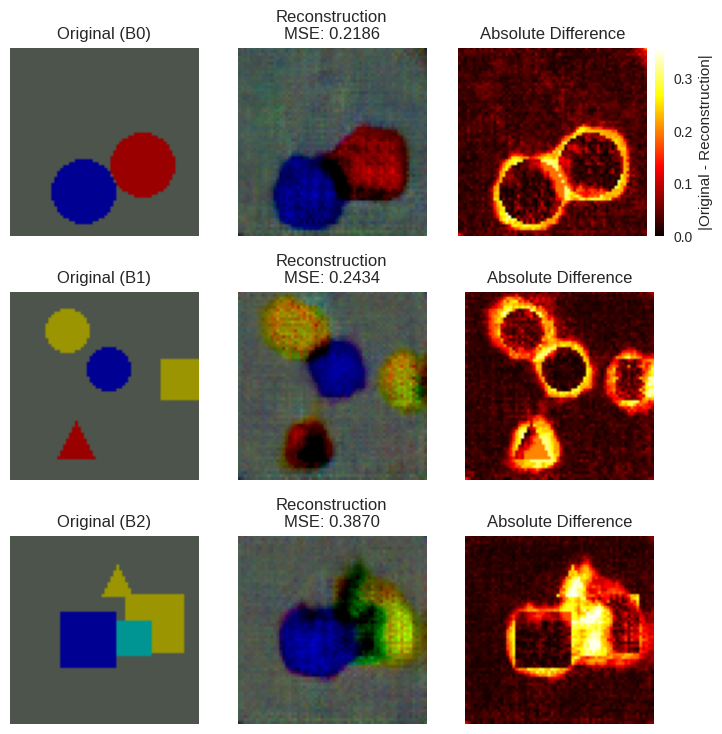 Original (B0)
Reconstruction
MSE: 0.2186
Absolute Difference
0.3
0.2
0.1
0.0
|Original - Reconstruction|
Original (B1)
Reconstruction
MSE: 0.2434
Absolute Difference
Original (B2)
Reconstruction
MSE: 0.3870
Absolute Difference